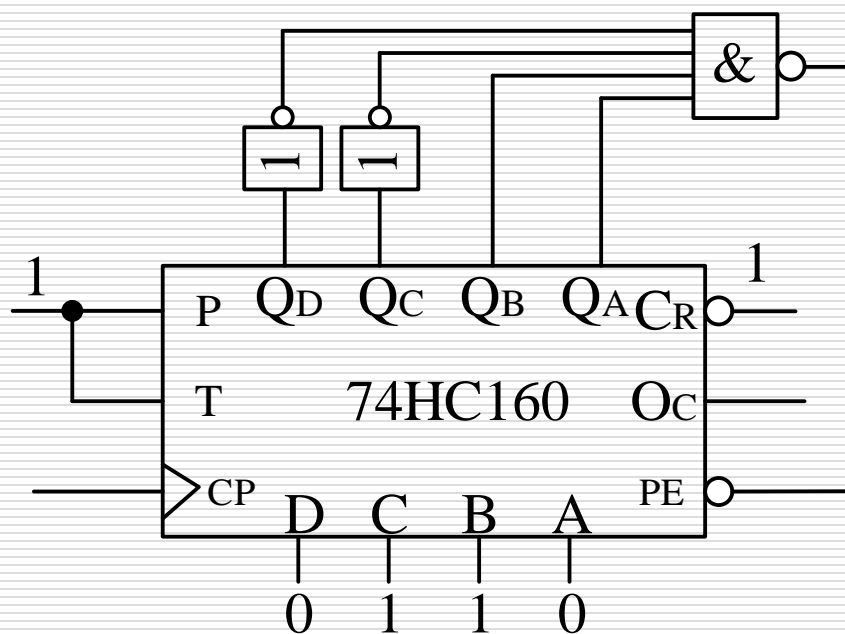 &
1 1
1 1
P QD QC QB QA CR
T 74HC160 OC
CP PE
D C B A
0 1 1 0